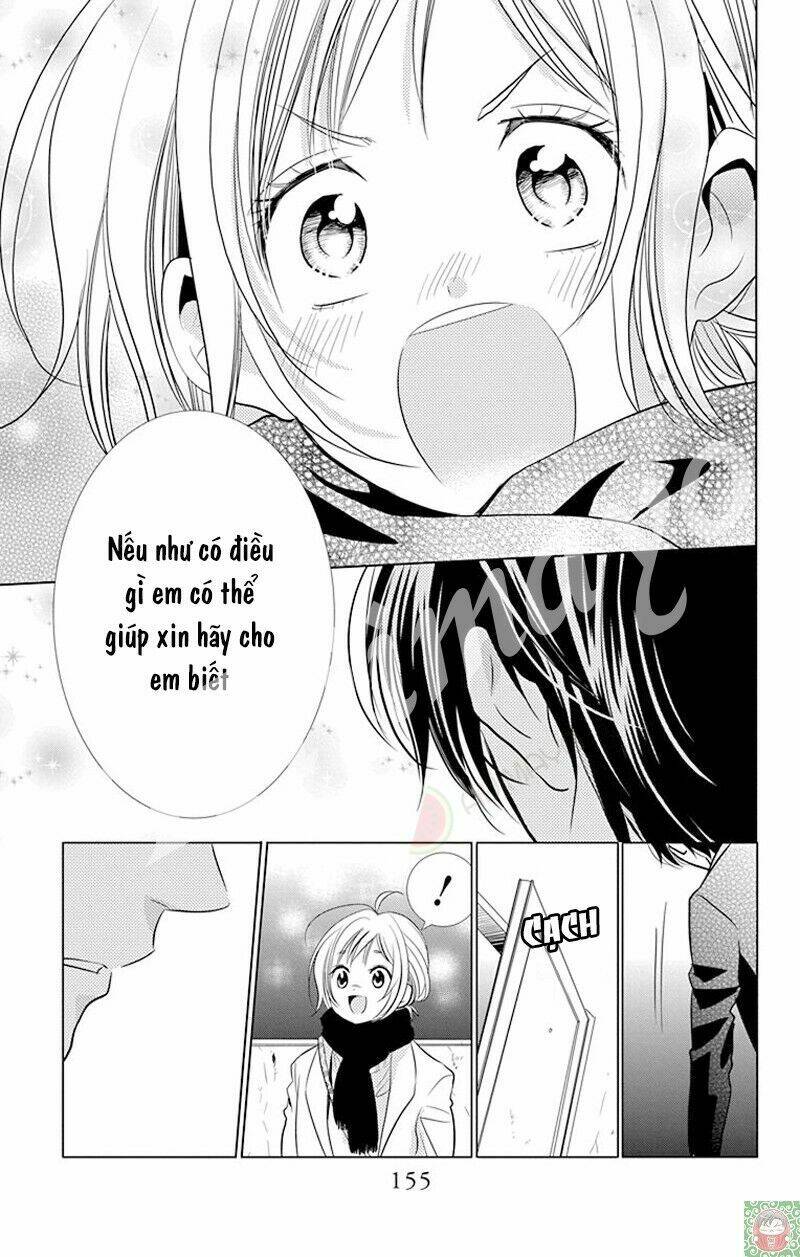 Nếu như có điều
gì em có thể
giúp xin hãy cho
em biết
!
CẠCH
155